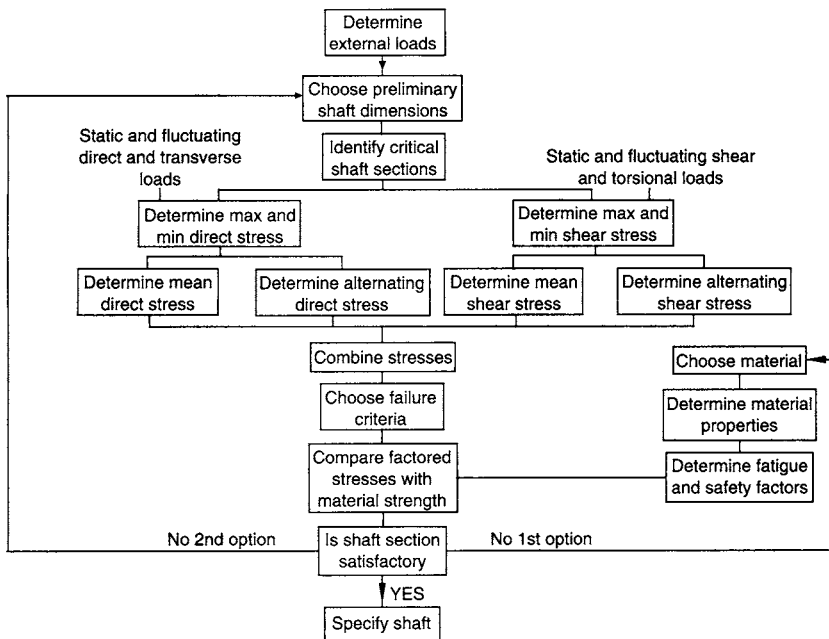 Determine
external loads
Choose preliminary
shaft dimensions
Static and fluctuating
direct and transverse
loads
Identify critical
shaft sections
Static and fluctuating shear
and torsional loads
Determine max and
min direct stress
Determine max and
min shear stress
Determine mean
direct stress
Determine alternating
direct stress
Determine mean
shear stress
Determine alternating
shear stress
Combine stresses
Choose material
Choose failure
criteria
Determine material
properties
Compare factored
stresses with
material strength
Determine fatigue
and safety factors
No 2nd option
Is shaft section
satisfactory
No 1st option
YES
Specify shaft